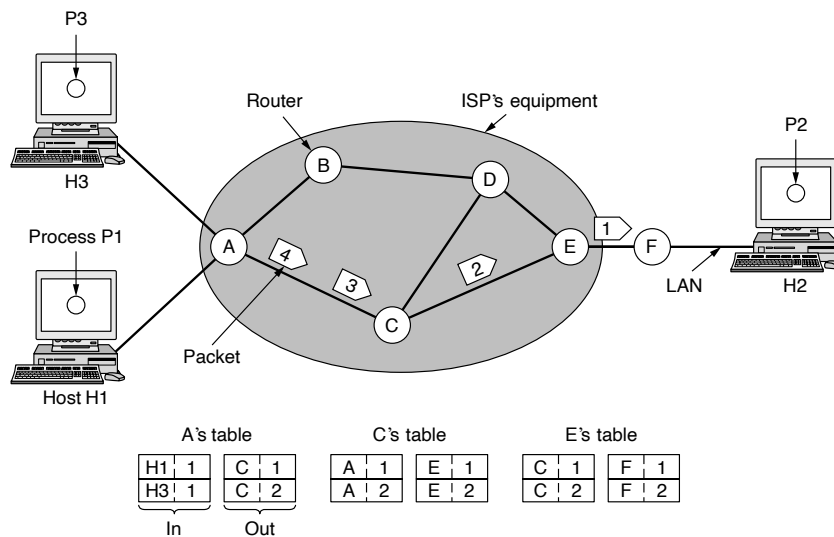 P3
Router
ISP's equipment
P2
B
D
H3
1
Process P1
A
4
2
E
F
3
LAN
H2
C
Packet
Host H1
A's table
C's table
E's table
H1 1 C 1 A 1 E 1 C 1 F 1
H3 1 C 2 A 2 E 2 C 2 F 2
In Out